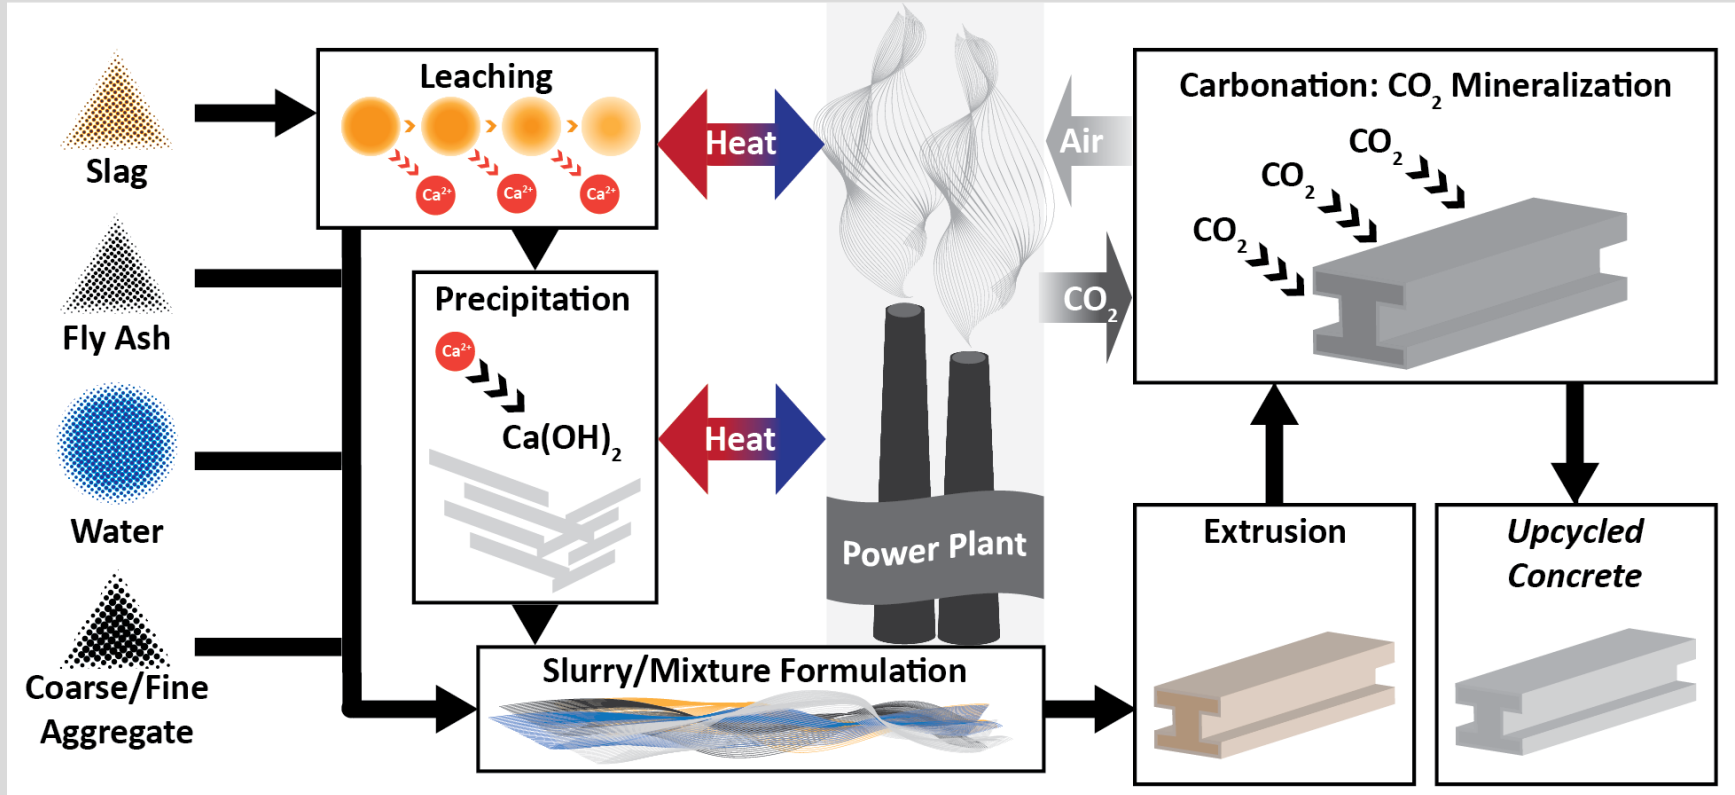 Slag
Fly Ash
Water
Coarse/Fine
Aggregate
Leaching
Ca²⁺
Ca²⁺
Ca²⁺
Precipitation
Ca²⁺
Ca(OH)₂
Slurry/Mixture Formulation
Heat
Heat
Power Plant
Air
CO₂
Carbonation: CO₂ Mineralization
CO₂
CO₂
CO₂
Extrusion
Upcycled
Concrete